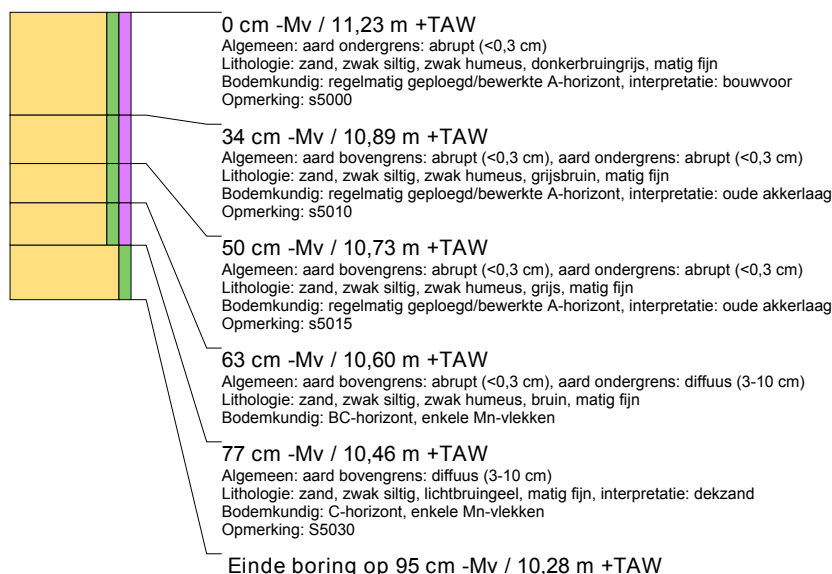 0 cm -Mv / 11,23 m +TAW
Algemeen: aard ondergrens: abrupt (<0,3 cm)
Lithologie: zand, zwak siltig, zwak humeus, donkerbruingrijs, matig fijn
Bodemkundig: regelmatig geploegd/bewerkte A-horizont, interpretatie: bouwvoor
Opmerking: s5000
34 cm -Mv / 10,89 m +TAW
Algemeen: aard bovengrens: abrupt (<0,3 cm), aard ondergrens: abrupt (<0,3 cm)
Lithologie: zand, zwak siltig, zwak humeus, grijsbruin, matig fijn
Bodemkundig: regelmatig geploegd/bewerkte A-horizont, interpretatie: oude akkerlaag
Opmerking: s5010
50 cm -Mv / 10,73 m +TAW
Algemeen: aard bovengrens: abrupt (<0,3 cm), aard ondergrens: abrupt (<0,3 cm)
Lithologie: zand, zwak siltig, zwak humeus, grijs, matig fijn
Bodemkundig: regelmatig geploegd/bewerkte A-horizont, interpretatie: oude akkerlaag
Opmerking: s5015
63 cm -Mv / 10,60 m +TAW
Algemeen: aard bovengrens: abrupt (<0,3 cm), aard ondergrens: diffuus (3-10 cm)
Lithologie: zand, zwak siltig, zwak humeus, bruin, matig fijn
Bodemkundig: BC-horizont, enkele Mn-vlekken
77 cm -Mv / 10,46 m +TAW
Algemeen: aard bovengrens: diffuus (3-10 cm)
Lithologie: zand, zwak siltig, lichtbruingeel, matig fijn, interpretatie: dekzand
Bodemkundig: C-horizont, enkele Mn-vlekken
Opmerking: S5030
Einde boring op 95 cm -Mv / 10,28 m +TAW